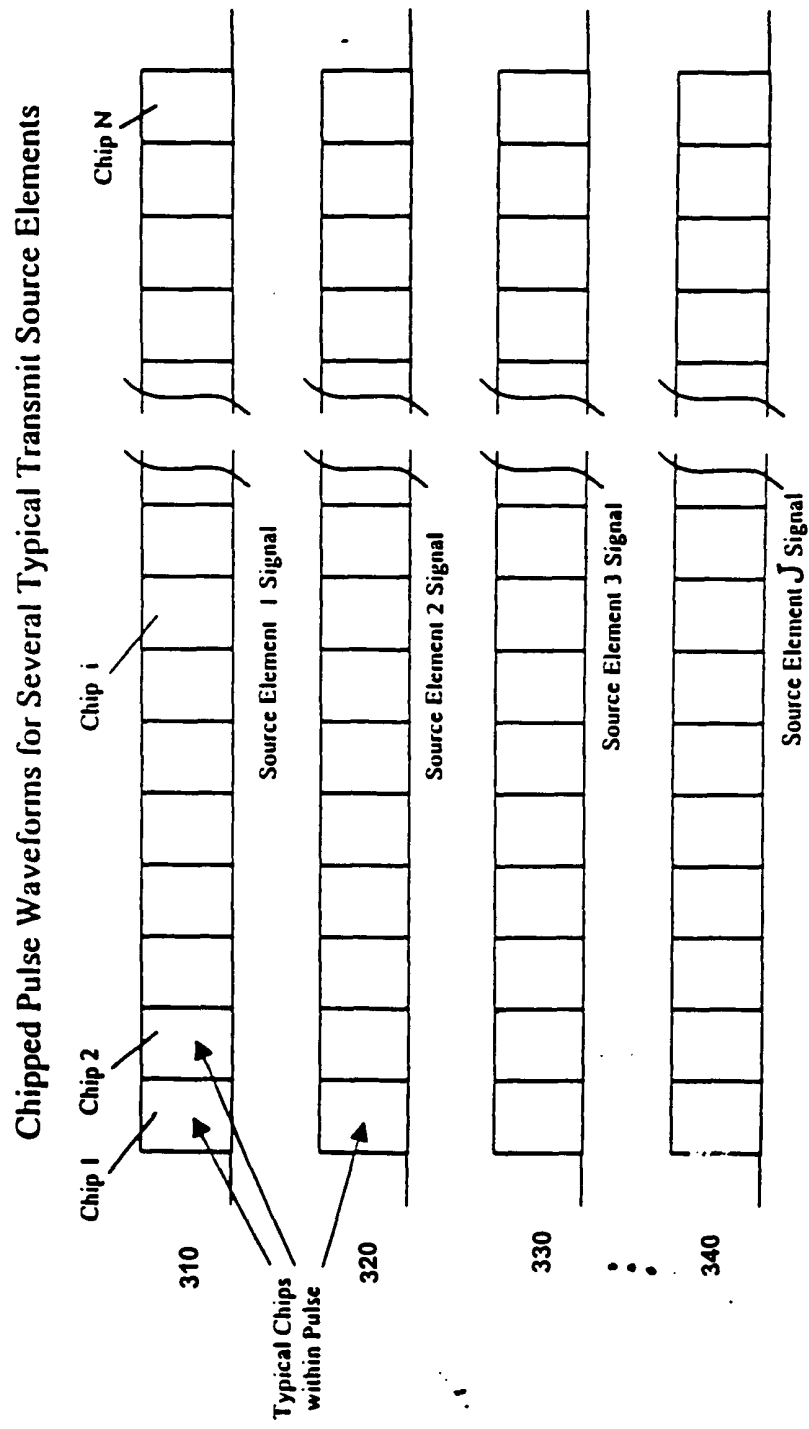 Chipped Pulse Waveforms for Several Typical Transmit Source Elements
Chip 1
Chip 2
Chip i
Chip N
310
Source Element 1 Signal
Typical Chips
within Pulse
320
Source Element 2 Signal
330
Source Element 3 Signal
340
Source Element J Signal